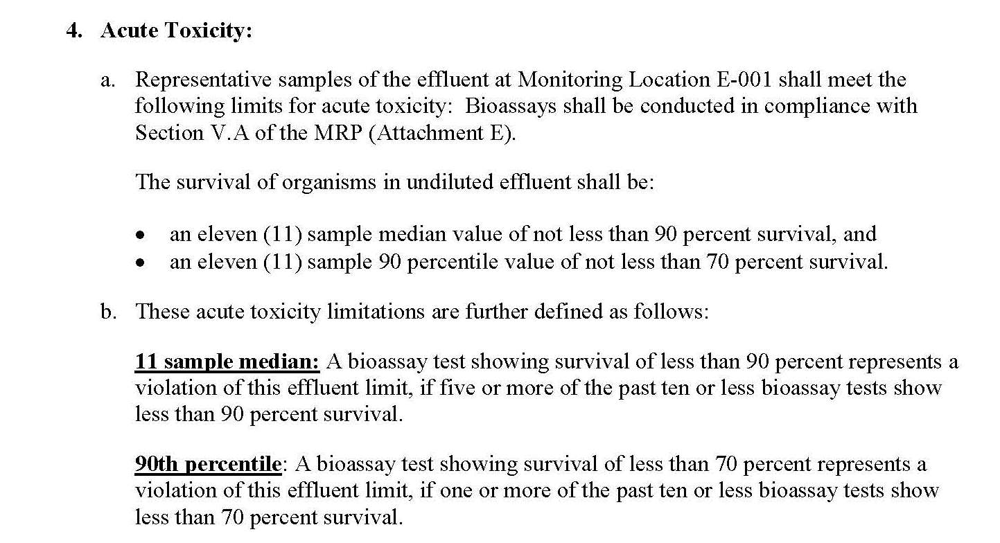 4. Acute Toxicity:
a. Representative samples of the effluent at Monitoring Location E-001 shall meet the
following limits for acute toxicity: Bioassays shall be conducted in compliance with
Section V.A of the MRP (Attachment E).
The survival of organisms in undiluted effluent shall be:
• an eleven (11) sample median value of not less than 90 percent survival, and
• an eleven (11) sample 90 percentile value of not less than 70 percent survival.
b. These acute toxicity limitations are further defined as follows:
11 sample median: A bioassay test showing survival of less than 90 percent represents a
violation of this effluent limit, if five or more of the past ten or less bioassay tests show
less than 90 percent survival.
90th percentile: A bioassay test showing survival of less than 70 percent represents a
violation of this effluent limit, if one or more of the past ten or less bioassay tests show
less than 70 percent survival.